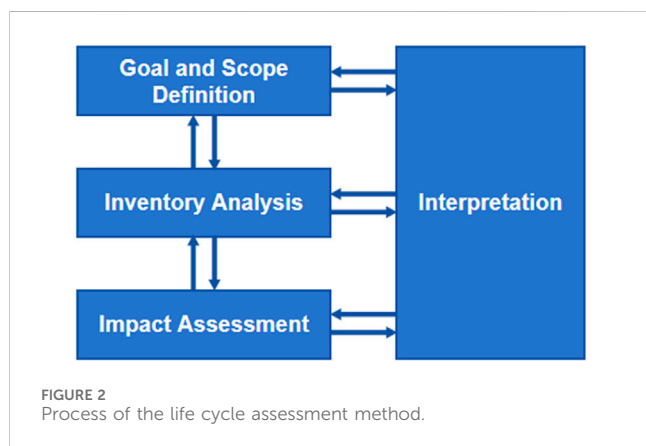 Goal and Scope
Definition
Inventory Analysis
Interpretation
Impact Assessment
FIGURE 2
Process of the life cycle assessment method.